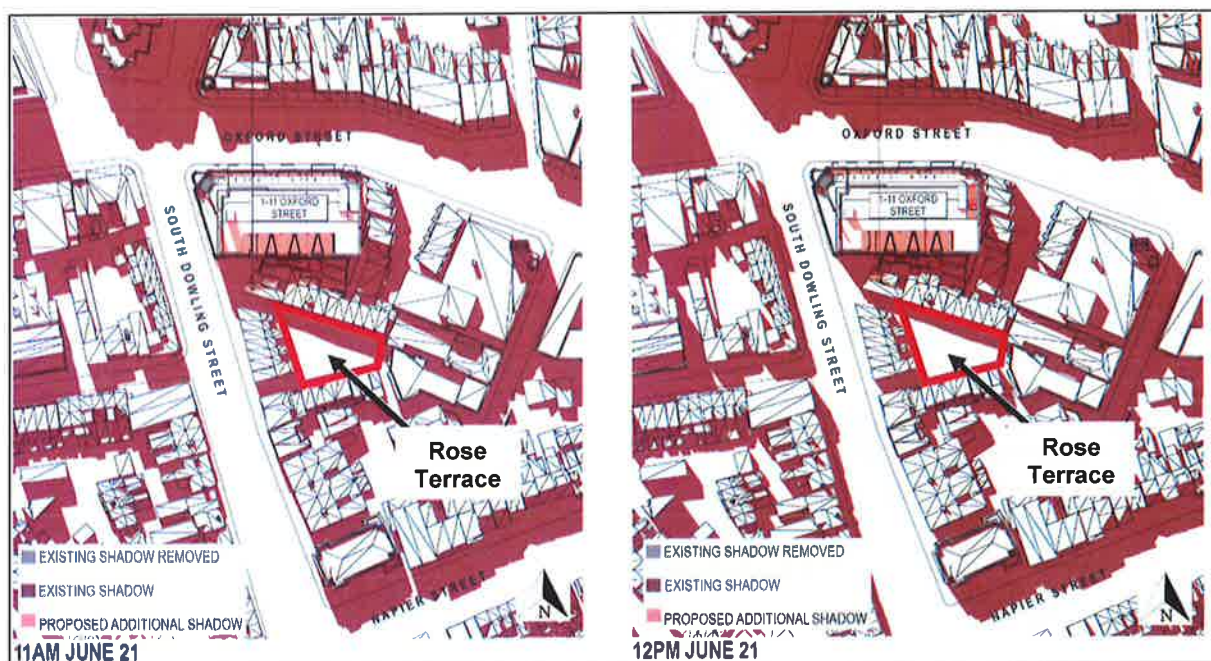 OXFORD STREET
1-11 OXFORD
STREET
SOUTH DOWLING STREET
Rose
Terrace
EXISTING SHADOW REMOVED
EXISTING SHADOW
PROPOSED ADDITIONAL SHADOW
NAPIER STREET
N
11AM JUNE 21
OXFORD STREET
1-11 OXFORD
STREET
SOUTH DOWLING STREET
Rose
Terrace
EXISTING SHADOW REMOVED
EXISTING SHADOW
PROPOSED ADDITIONAL SHADOW
NAPIER STREET
N
12PM JUNE 21